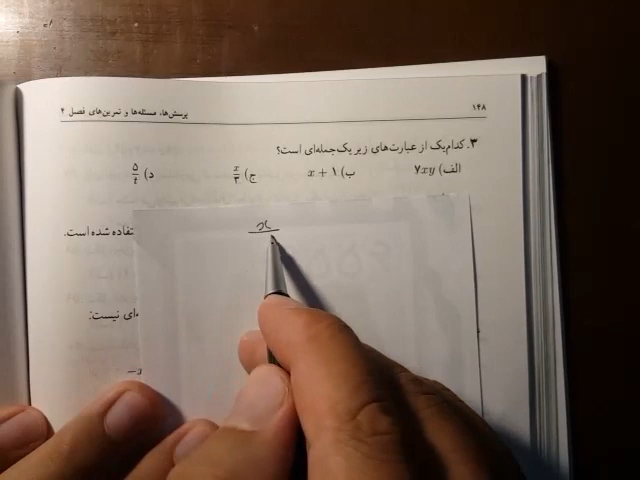 ۱۴۸ پرسش‌ها، مسئله‌ها و تمرین‌های فصل ۴
۳. کدام‌یک از عبارت‌های زیر یک جمله‌ای است؟
الف) ۷xy ب) x + ۱ ج) x/۳ د) ۵/t
تفاده شده است.
ه‌ای نیست:
x